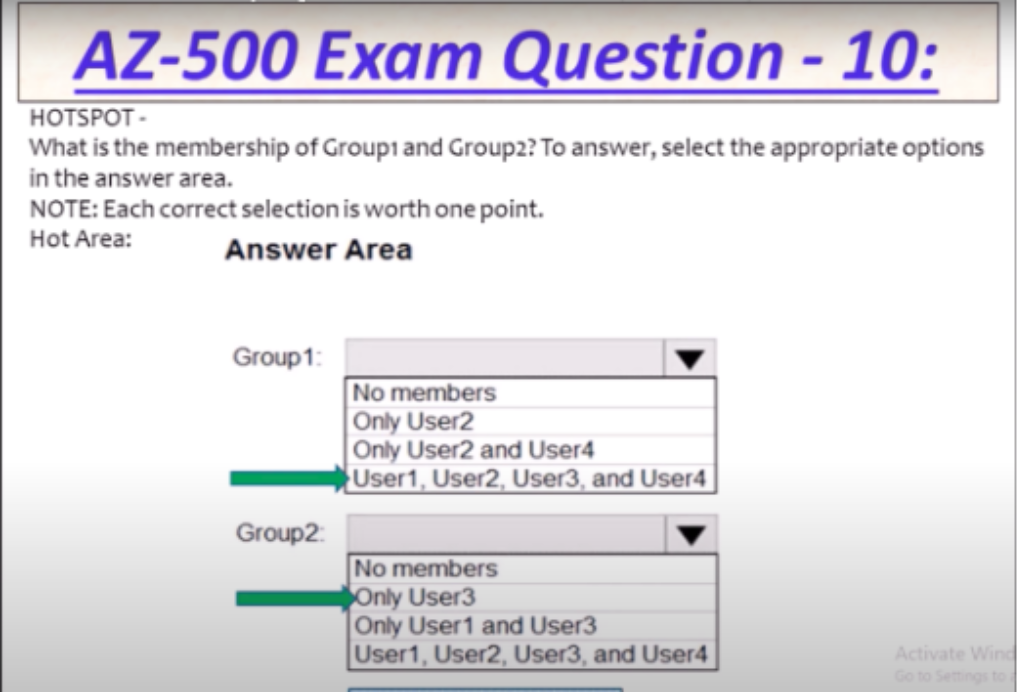 AZ-500 Exam Question - 10:
HOTSPOT -
What is the membership of Group1 and Group2? To answer, select the appropriate options
in the answer area.
NOTE: Each correct selection is worth one point.
Hot Area:
Answer Area
Group1:
No members
Only User2
Only User2 and User4
User1, User2, User3, and User4
Group2:
No members
Only User3
Only User1 and User3
User1, User2, User3, and User4
Activate Wind
Go to Settings to